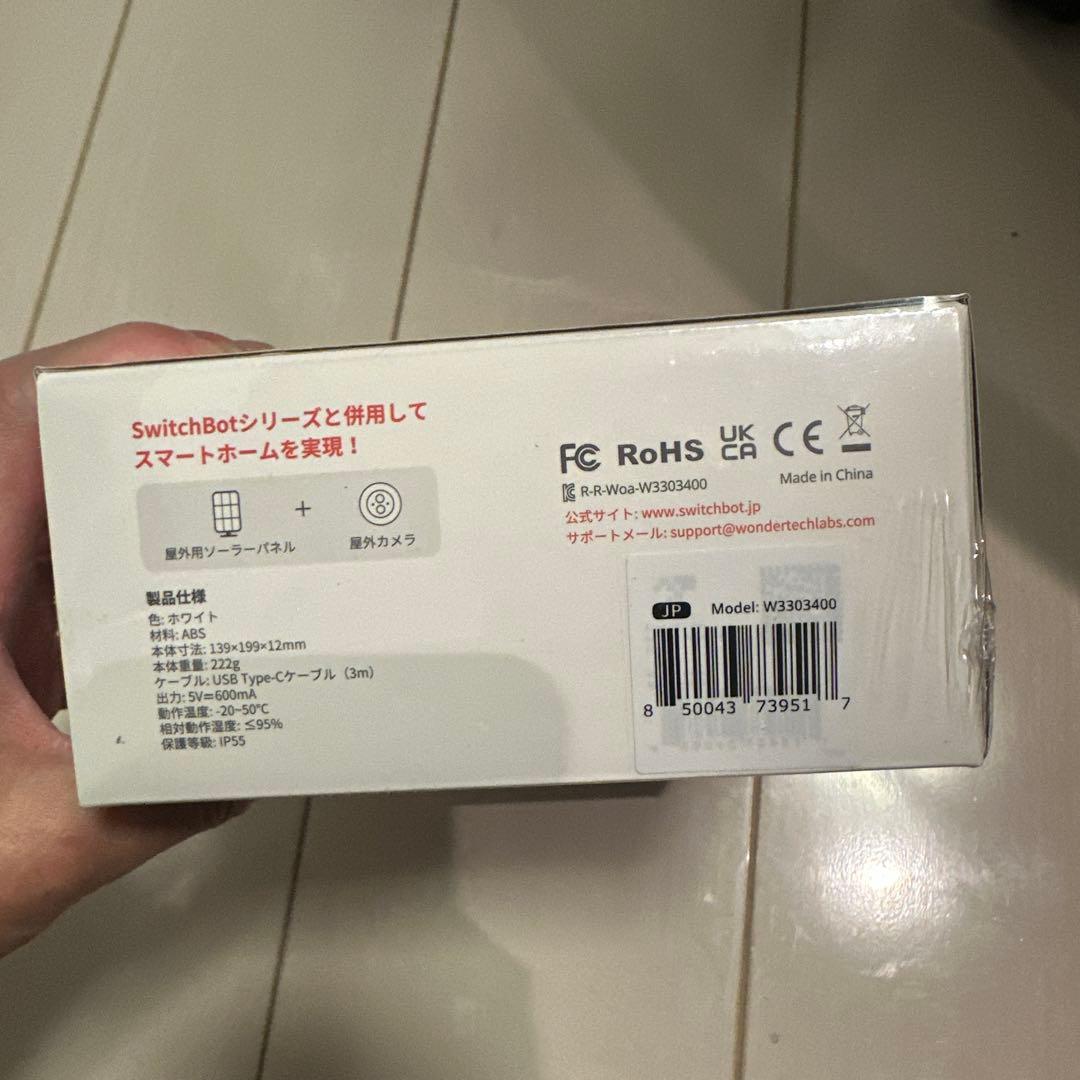 SwitchBotシリーズと併用して
スマートホームを実現！
屋外用ソーラーパネル
+
屋外カメラ
製品仕様
色: ホワイト
材料: ABS
本体寸法: 139×199×12mm
本体重量: 222g
ケーブル: USB Type-Cケーブル（3m）
出力: 5V⎓600mA
動作温度: -20~50℃
相対動作湿度: ≤95%
保護等級: IP55
FC RoHS UK CA CE
R-R-Woa-W3303400
Made in China
公式サイト: www.switchbot.jp
サポートメール: support@wondertechlabs.com
JP Model: W3303400
8 50043 73951 7